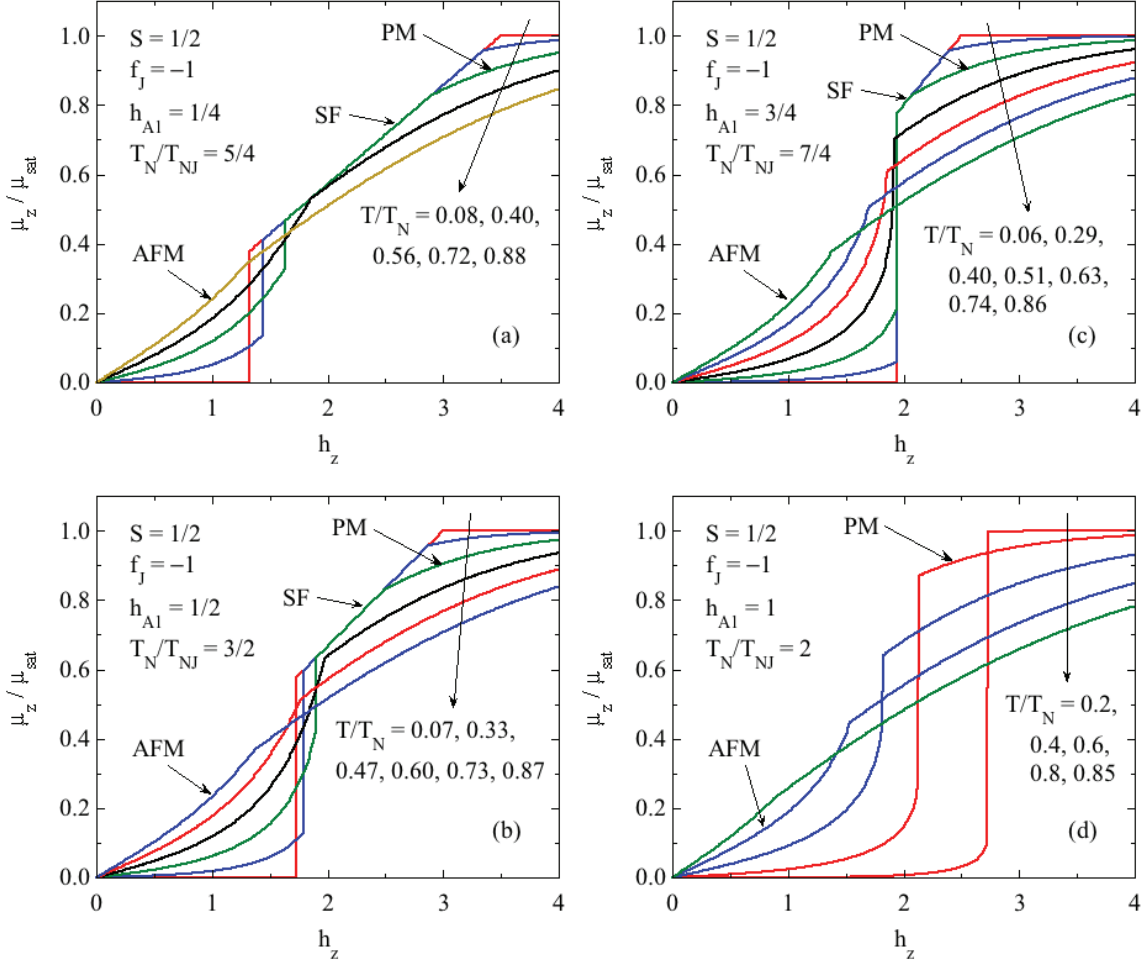 1.0
0.8
0.6
0.4
0.2
0.0
μ_z / μ_sat
S = 1/2
f_J = −1
h_A1 = 1/4
T_N/T_NJ = 5/4
PM
SF
AFM
T/T_N = 0.08, 0.40,
0.56, 0.72, 0.88
(a)
0 1 2 3 4
h_z
1.0
0.8
0.6
0.4
0.2
0.0
μ_z / μ_sat
S = 1/2
f_J = −1
h_A1 = 3/4
T_N/T_NJ = 7/4
PM
SF
AFM
T/T_N = 0.06, 0.29,
0.40, 0.51, 0.63,
0.74, 0.86
(c)
0 1 2 3 4
h_z
1.0
0.8
0.6
0.4
0.2
0.0
μ_z / μ_sat
S = 1/2
f_J = −1
h_A1 = 1/2
T_N/T_NJ = 3/2
PM
SF
AFM
T/T_N = 0.07, 0.33,
0.47, 0.60, 0.73, 0.87
(b)
0 1 2 3 4
h_z
1.0
0.8
0.6
0.4
0.2
0.0
μ_z / μ_sat
S = 1/2
f_J = −1
h_A1 = 1
T_N/T_NJ = 2
PM
AFM
T/T_N = 0.2,
0.4, 0.6,
0.8, 0.85
(d)
0 1 2 3 4
h_z